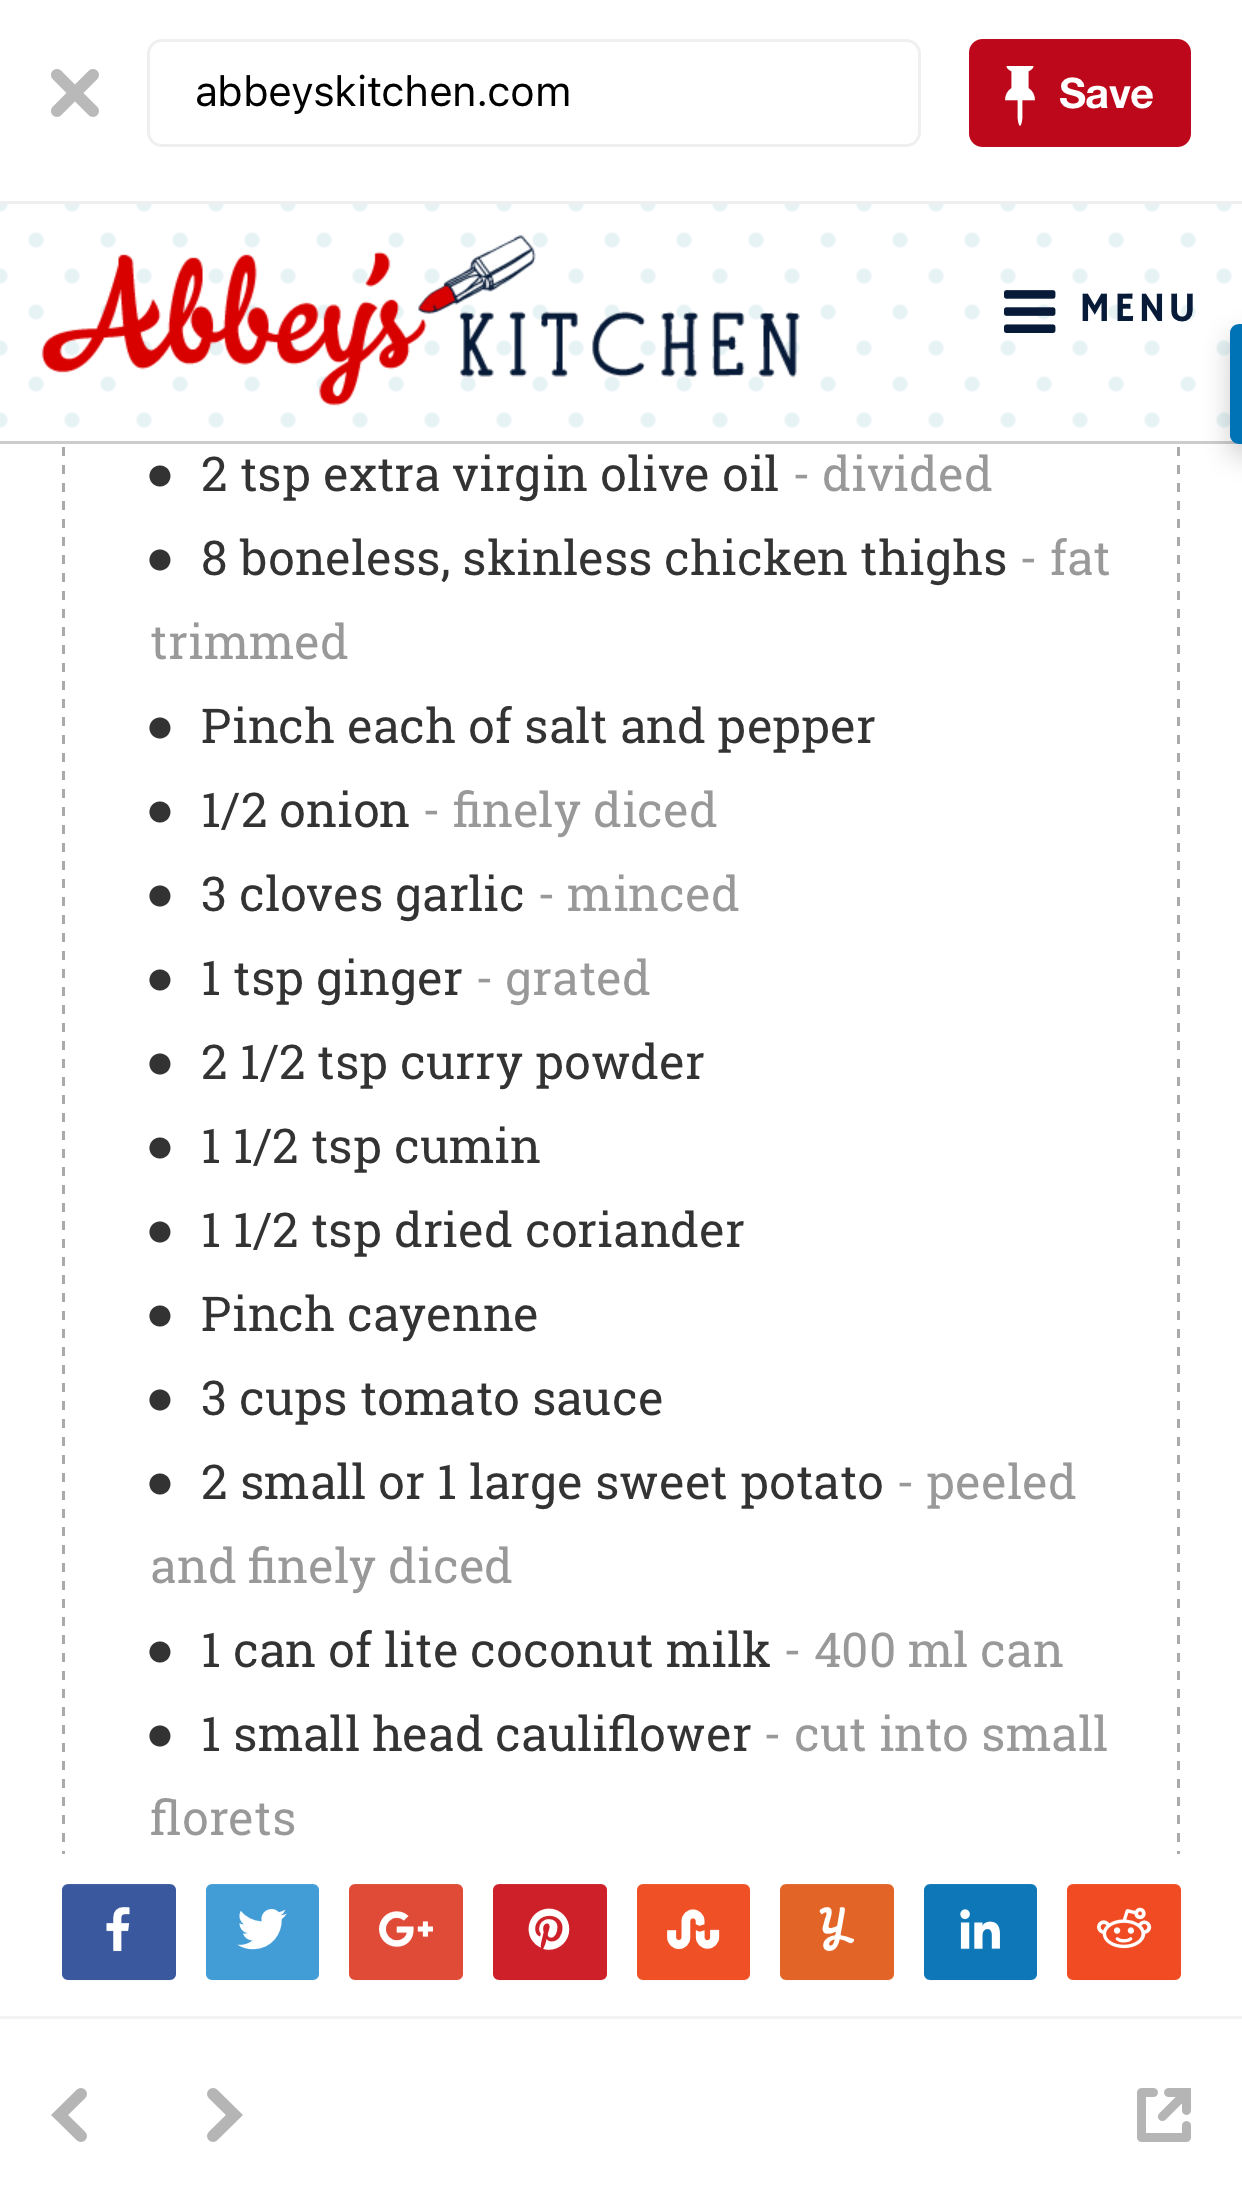 abbeyskitchen.com
Save
Abbey's KITCHEN
MENU
• 2 tsp extra virgin olive oil - divided
• 8 boneless, skinless chicken thighs - fat
trimmed
• Pinch each of salt and pepper
• 1/2 onion - finely diced
• 3 cloves garlic - minced
• 1 tsp ginger - grated
• 2 1/2 tsp curry powder
• 1 1/2 tsp cumin
• 1 1/2 tsp dried coriander
• Pinch cayenne
• 3 cups tomato sauce
• 2 small or 1 large sweet potato - peeled
and finely diced
• 1 can of lite coconut milk - 400 ml can
• 1 small head cauliflower - cut into small
florets
f G+ y in